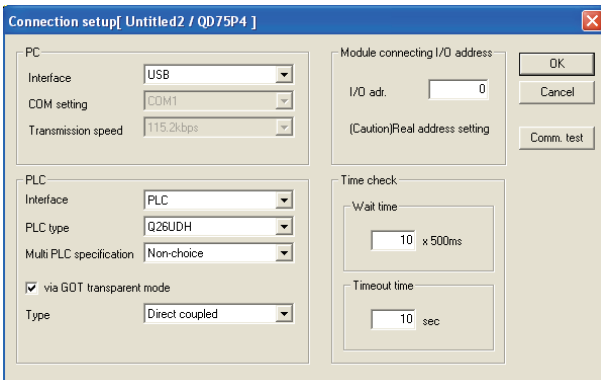 Connection setup[ Untitled2 / QD75P4 ]
PC
Interface USB
COM setting COM1
Transmission speed 115.2kbps
Module connecting I/O address
I/O adr. 0
(Caution)Real address setting
OK
Cancel
Comm. test
PLC
Interface PLC
PLC type Q26UDH
Multi PLC specification Non-choice
via GOT transparent mode
Type Direct coupled
Time check
Wait time
10 x 500ms
Timeout time
10 sec